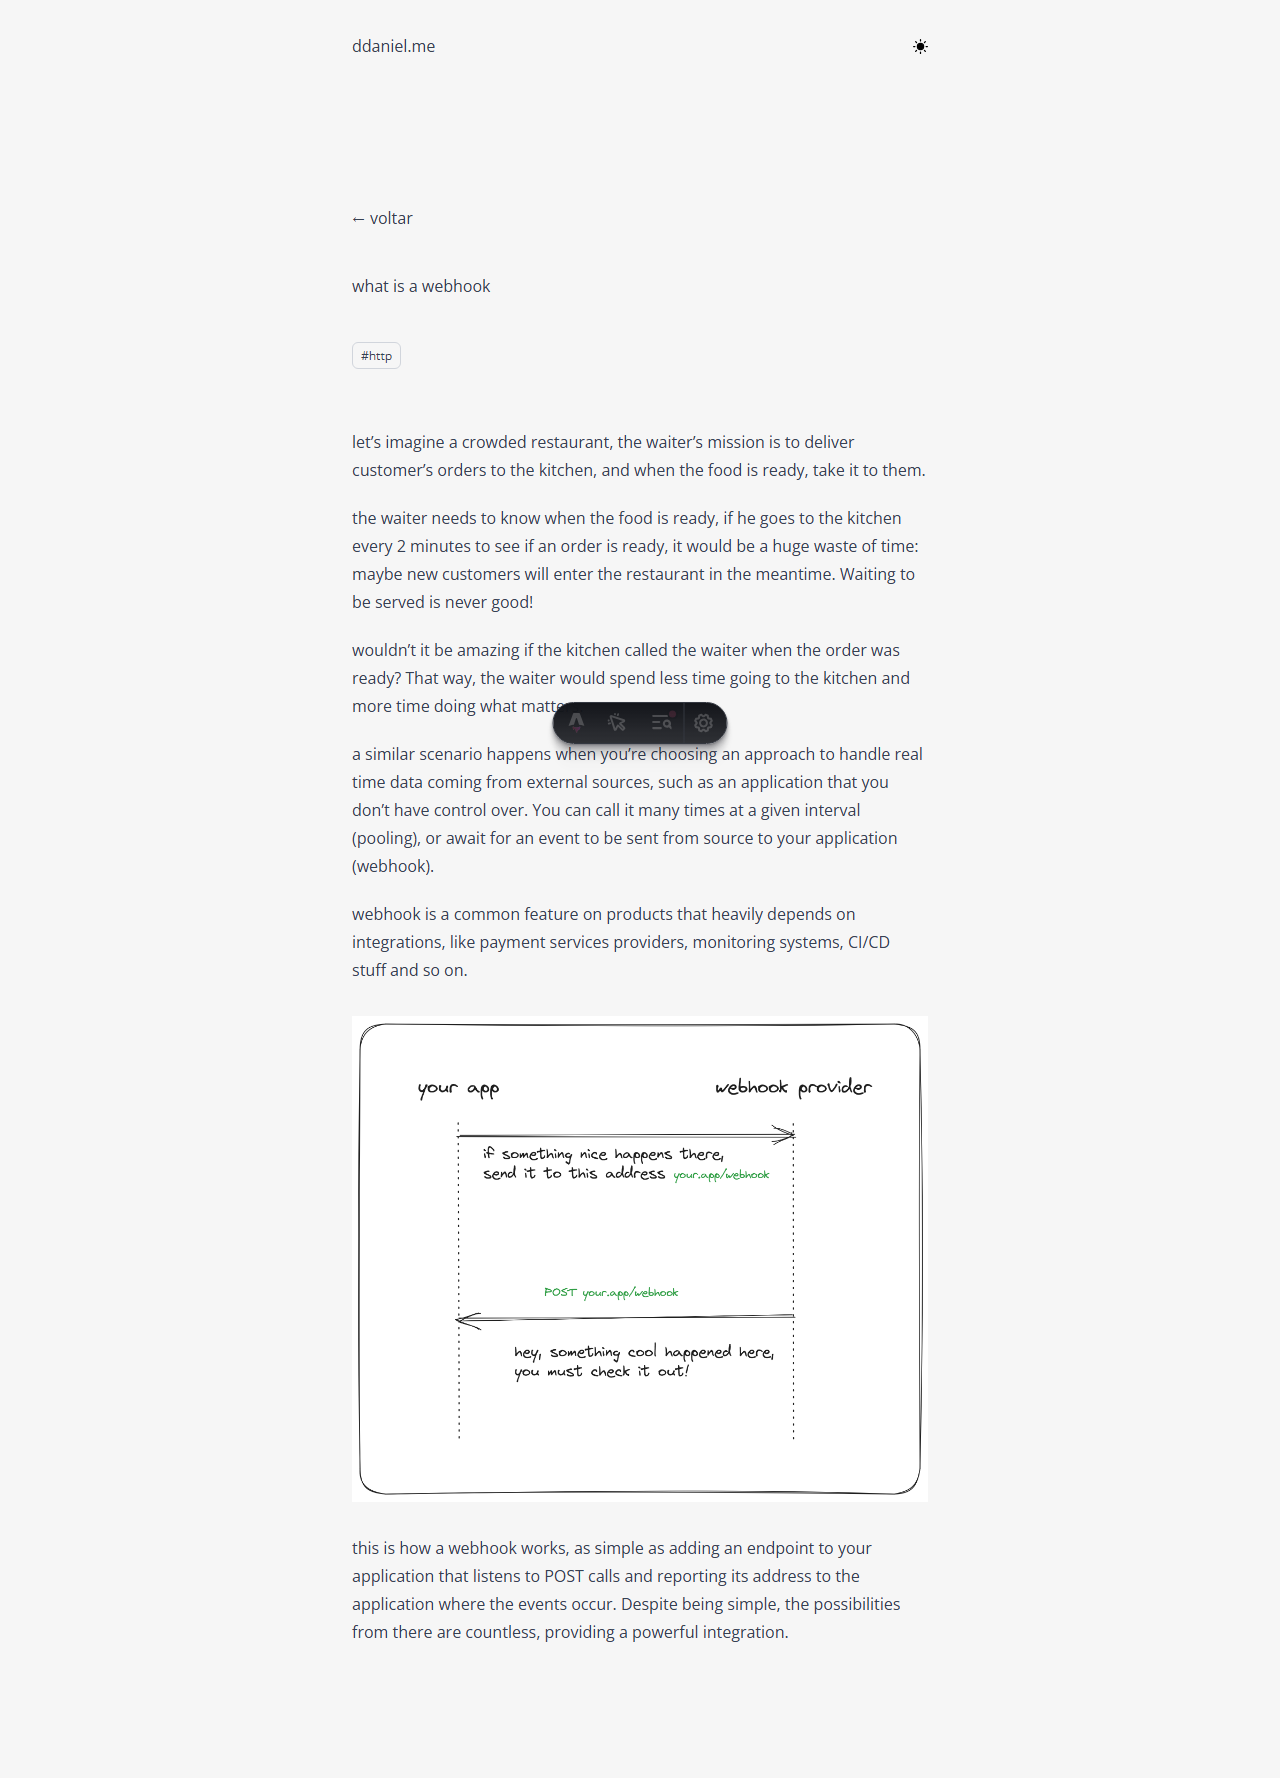 ddaniel.me
← voltar
what is a webhook
#http
let’s imagine a crowded restaurant, the waiter’s mission is to deliver
customer’s orders to the kitchen, and when the food is ready, take it to them.
the waiter needs to know when the food is ready, if he goes to the kitchen
every 2 minutes to see if an order is ready, it would be a huge waste of time:
maybe new customers will enter the restaurant in the meantime. Waiting to
be served is never good!
wouldn’t it be amazing if the kitchen called the waiter when the order was
ready? That way, the waiter would spend less time going to the kitchen and
more time doing what
a similar scenario happens when you’re choosing an approach to handle real
time data coming from external sources, such as an application that you
don’t have control over. You can call it many times at a given interval
(pooling), or await for an event to be sent from source to your application
(webhook).
webhook is a common feature on products that heavily depends on
integrations, like payment services providers, monitoring systems, CI/CD
stuff and so on.
your app
webhook provider
if something nice happens there,
send it to this address your.app/webhook
POST your.app/webhook
hey, something cool happened here,
you must check it out!
this is how a webhook works, as simple as adding an endpoint to your
application that listens to POST calls and reporting its address to the
application where the events occur. Despite being simple, the possibilities
from there are countless, providing a powerful integration.